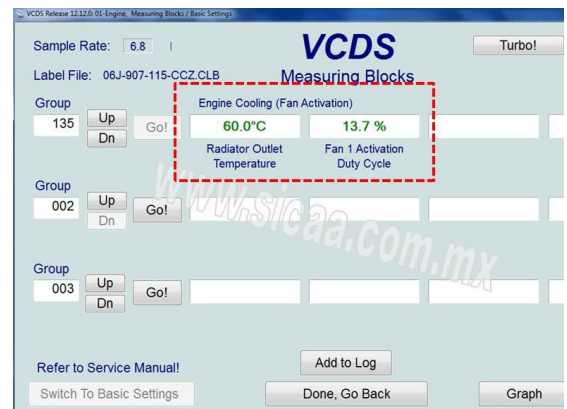 VCDS Release 12.12.0: 01-Engine, Measuring Blocks / Basic Settings
Sample Rate: 6.8
VCDS
Turbo!
Label File: 06J-907-115-CCZ.CLB
Measuring Blocks
Group
Engine Cooling (Fan Activation)
135 Up Dn Go! 60.0°C 13.7 %
Radiator Outlet Temperature
Fan 1 Activation Duty Cycle
Group
002 Up Dn Go!
www.sicaa.com.mx
Group
003 Up Dn Go!
Refer to Service Manual!
Add to Log
Switch To Basic Settings
Done, Go Back
Graph